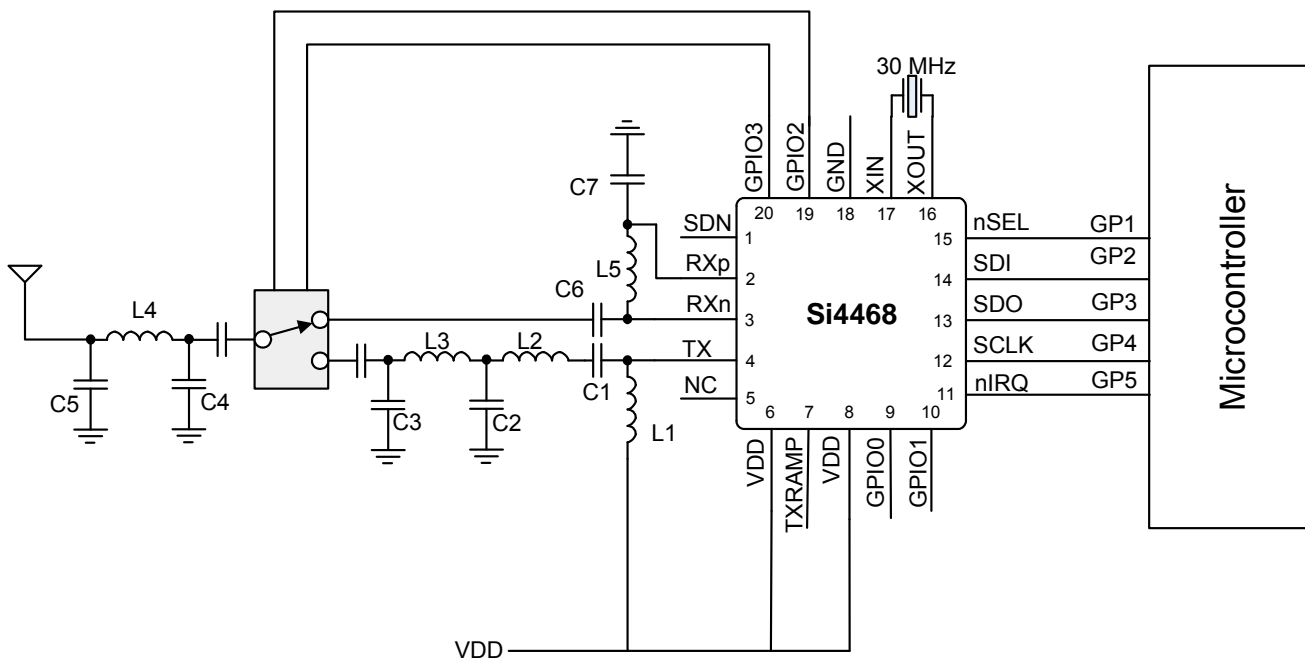 30 MHz
GPIO3
GPIO2
GND
XIN
XOUT
C7
20
19
18
17
16
SDN
1
15
nSEL
GP1
L5
RXp
2
14
SDI
GP2
C6
RXn
3
Si4468
13
SDO
GP3
L4
L3
L2
TX
4
12
SCLK
GP4
C1
NC
5
11
nIRQ
GP5
C5
C4
C3
C2
L1
6
7
8
9
10
VDD
TXRAMP
VDD
GPIO0
GPIO1
Microcontroller
VDD